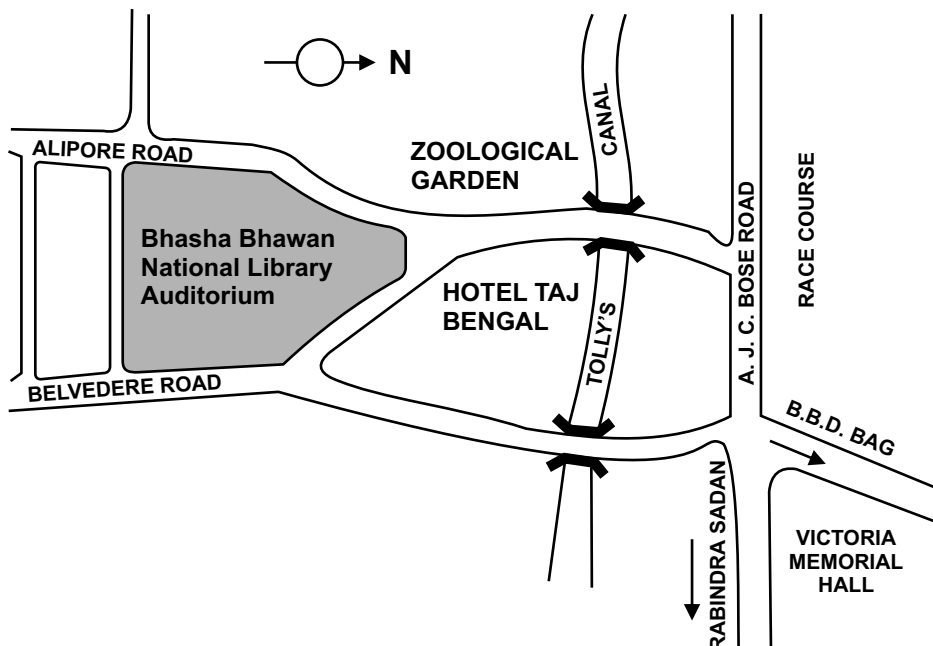 N
ALIPORE ROAD
ZOOLOGICAL
GARDEN
CANAL
Bhasha Bhawan
National Library
Auditorium
HOTEL TAJ
BENGAL
TOLLY'S
A. J. C. BOSE ROAD
RACE COURSE
BELVEDERE ROAD
B.B.D. BAG
RABINDRA SADAN
VICTORIA
MEMORIAL
HALL